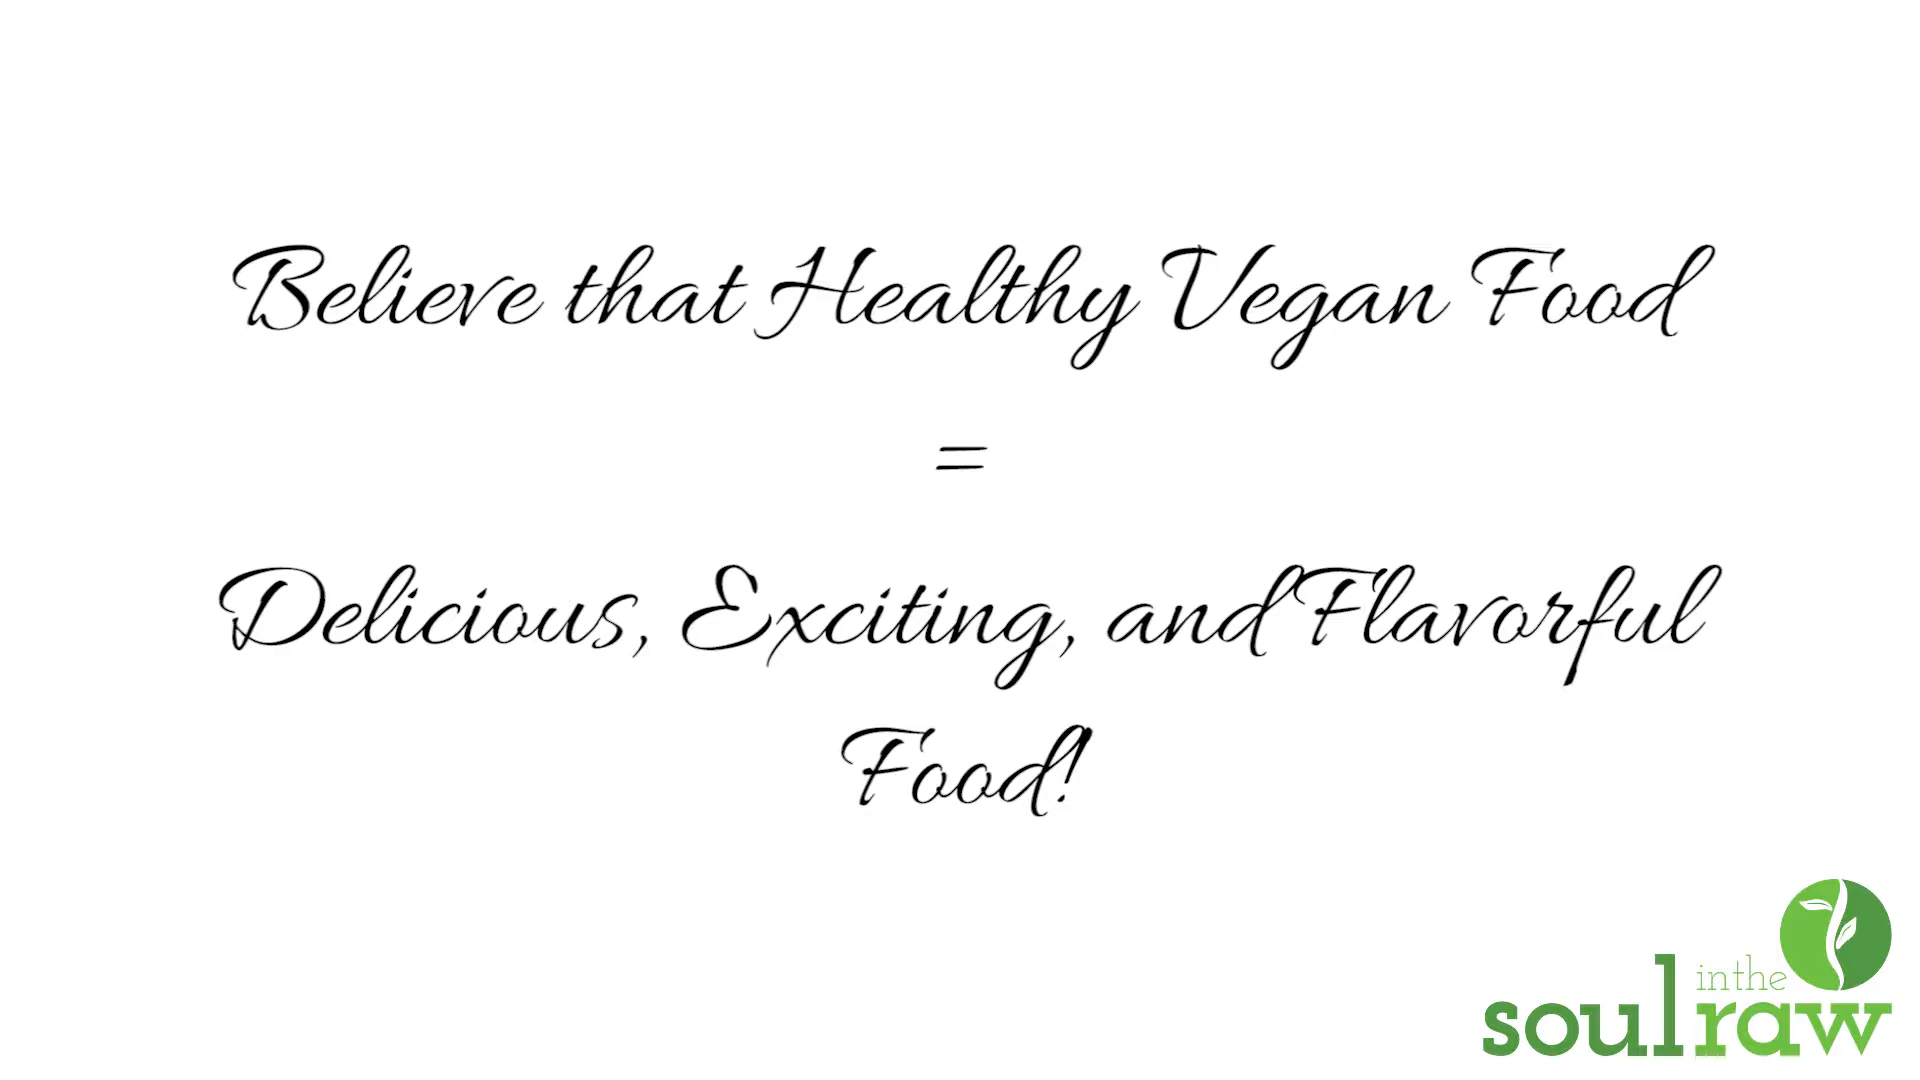 Believe that Healthy Vegan Food
=
Delicious, Exciting, and Flavorful
Food!
in the
soul raw